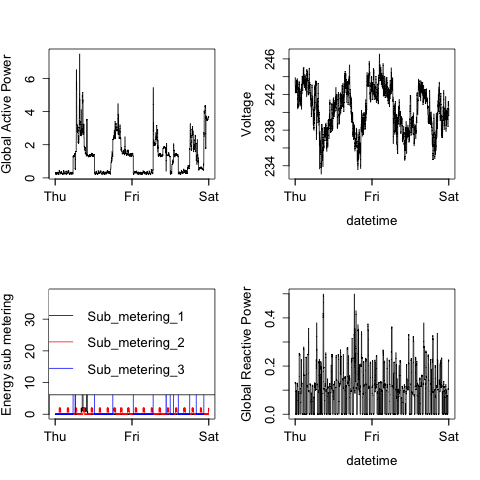 Global Active Power
0 2 4 6
Thu Fri Sat
Voltage
234 238 242 246
Thu Fri Sat
datetime
Energy sub metering
0 10 20 30
Sub_metering_1
Sub_metering_2
Sub_metering_3
Thu Fri Sat
Global Reactive Power
0.0 0.2 0.4
Thu Fri Sat
datetime